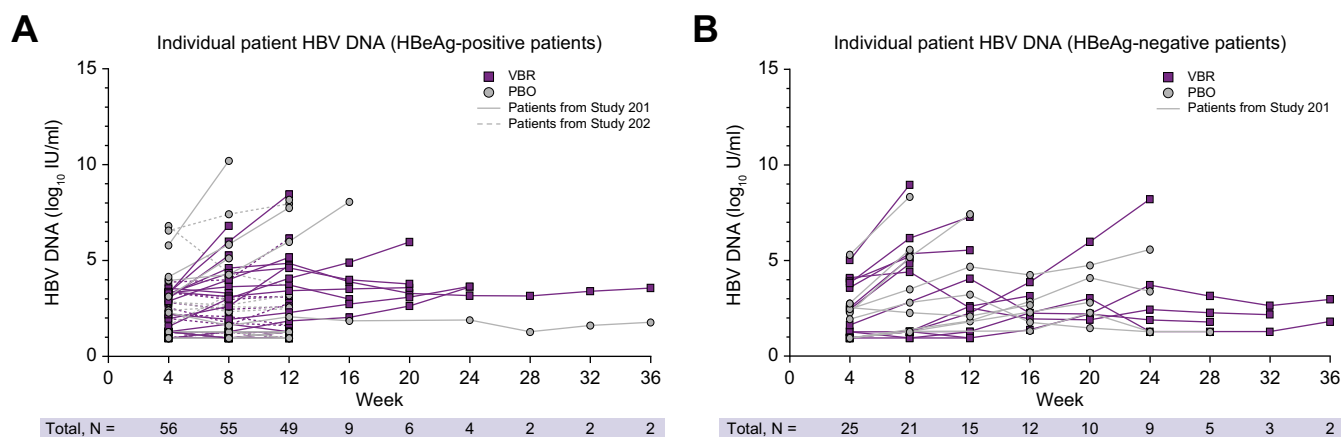 A
Individual patient HBV DNA (HBeAg-positive patients)
HBV DNA (log10 IU/ml)
15
10
5
0
VBR
PBO
Patients from Study 201
Patients from Study 202
0 4 8 12 16 20 24 28 32 36
Week
Total, N = 56 55 49 9 6 4 2 2 2
B
Individual patient HBV DNA (HBeAg-negative patients)
HBV DNA (log10 U/ml)
15
10
5
0
VBR
PBO
Patients from Study 201
0 4 8 12 16 20 24 28 32 36
Week
Total, N = 25 21 15 12 10 9 5 3 2